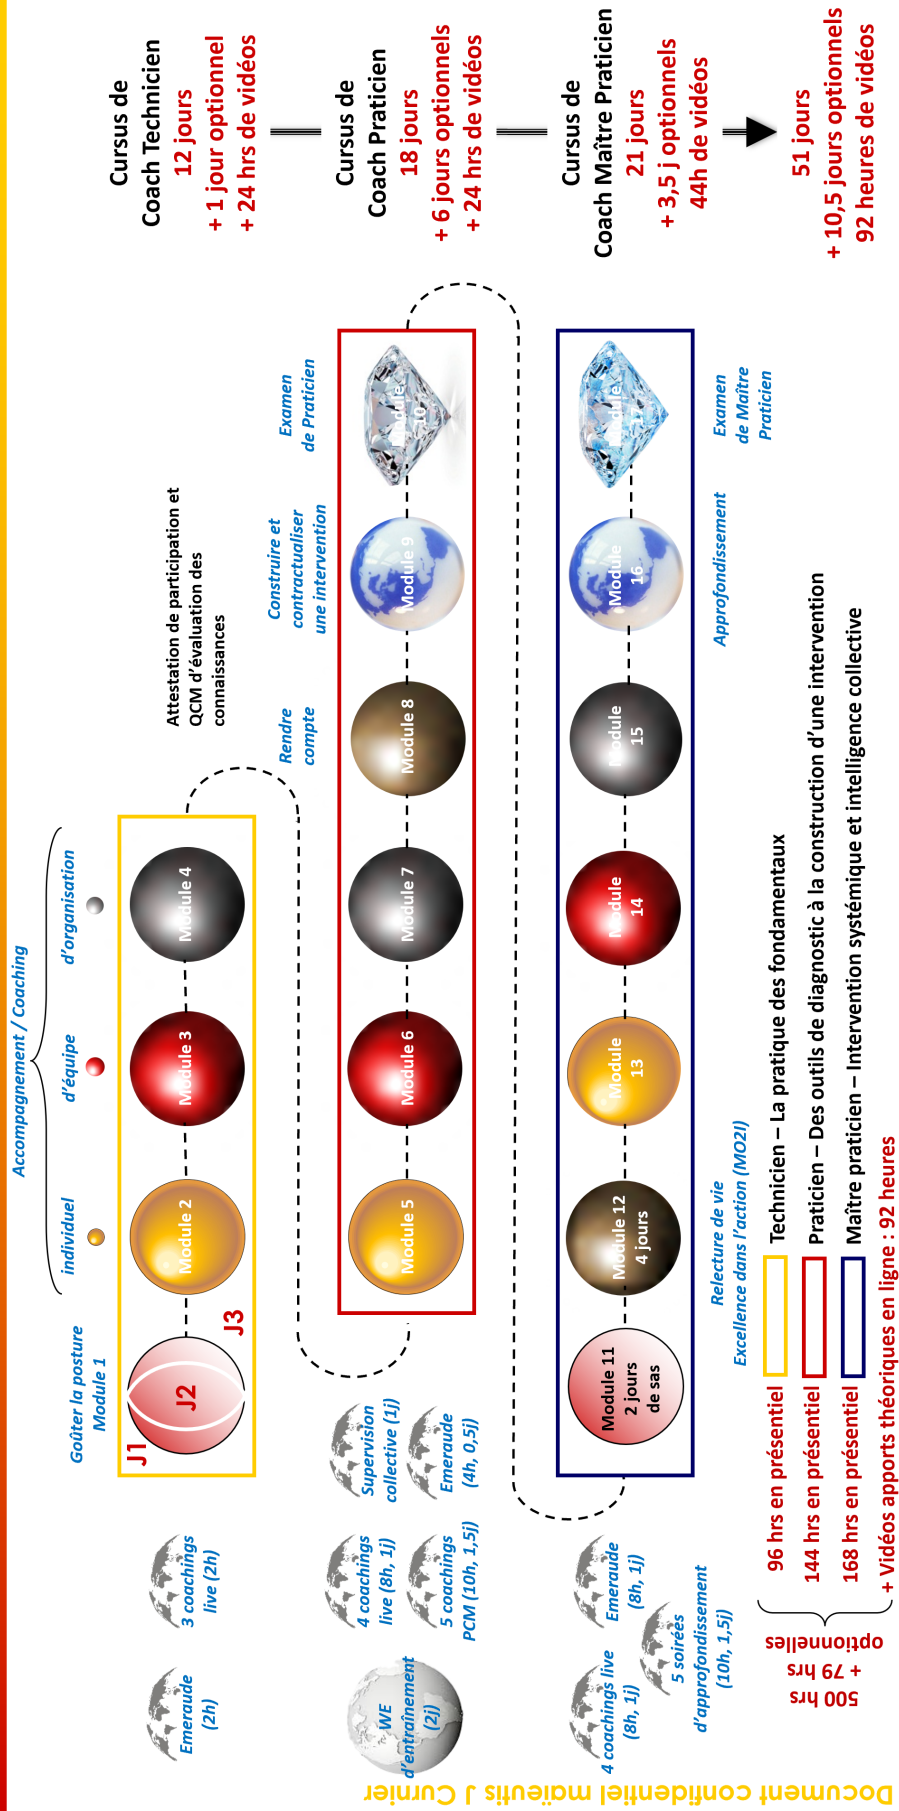 Accompagnement / Coaching
individuel
d'équipe
d'organisation
Goûter la posture
Module 1
J1
J2
J3
Module 2
Module 3
Module 4
Emeraude
(2h)
3 coachings
live (2h)
Attestation de participation et
QCM d'évaluation des
connaissances
Cursus de
Coach Technicien
12 jours
+ 1 jour optionnel
+ 24 hrs de vidéos
WE
d'entraînement
(2j)
4 coachings
live (8h, 1j)
5 coachings
PCM (10h, 1,5j)
Supervision
collective (1j)
Emeraude
(4h, 0,5j)
Module 5
Module 6
Module 7
Rendre
compte
Module 8
Construire et
contractualiser
une intervention
Module 9
Examen
de Praticien
Module
10
Cursus de
Coach Praticien
18 jours
+ 6 jours optionnels
+ 24 hrs de vidéos
4 coachings live
(8h, 1j)
Emeraude
(8h, 1j)
5 soirées
d'approfondissement
(10h, 1,5j)
Module 11
2 jours
de sas
Module 12
4 jours
Relecture de vie
Excellence dans l'action (MO2I)
Module
13
Module
14
Module
15
Module
16
Approfondissement
Module
17
Examen
de Maître
Praticien
Cursus de
Coach Maître Praticien
21 jours
+ 3,5 j optionnels
44h de vidéos
51 jours
+ 10,5 jours optionnels
92 heures de vidéos
500 hrs
+ 79 hrs
optionnelles
96 hrs en présentiel
Technicien – La pratique des fondamentaux
144 hrs en présentiel
Praticien – Des outils de diagnostic à la construction d'une intervention
168 hrs en présentiel
Maître praticien – Intervention systémique et intelligence collective
+ Vidéos apports théoriques en ligne : 92 heures
Document confidentiel maïeutis J Curnier